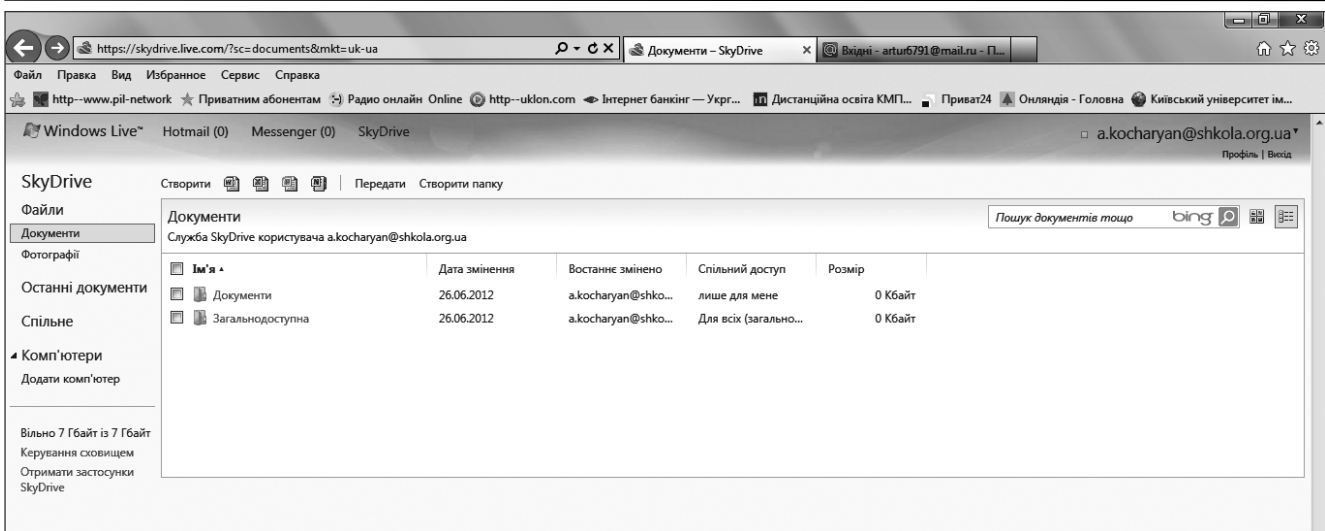 https://skydrive.live.com/?sc=documents&mkt=uk-ua
Документи – SkyDrive
Вхідні - artur6791@mail.ru - П...
Файл Правка Вид Избранное Сервис Справка
http--www.pil-network Приватним абонентам Радио онлайн Online http--uklon.com Інтернет банкінг — Укрг... Дистанційна освіта КМП... Приват24 Онляндія - Головна Київський університет ім...
Windows Live™ Hotmail (0) Messenger (0) SkyDrive a.kocharyan@shkola.org.ua
Профіль | Вихід
SkyDrive
Створити Передати Створити папку
Файли
Документи
Фотографії
Останні документи
Спільне
Комп'ютери
Додати комп'ютер
Вільно 7 Гбайт із 7 Гбайт
Керування сховищем
Отримати застосунки
SkyDrive
Документи
Служба SkyDrive користувача a.kocharyan@shkola.org.ua
Пошук документів тощо bing
Ім'я Дата змінення Востаннє змінено Спільний доступ Розмір
Документи 26.06.2012 a.kocharyan@shko... лише для мене 0 Кбайт
Загальнодоступна 26.06.2012 a.kocharyan@shko... Для всіх (загально... 0 Кбайт